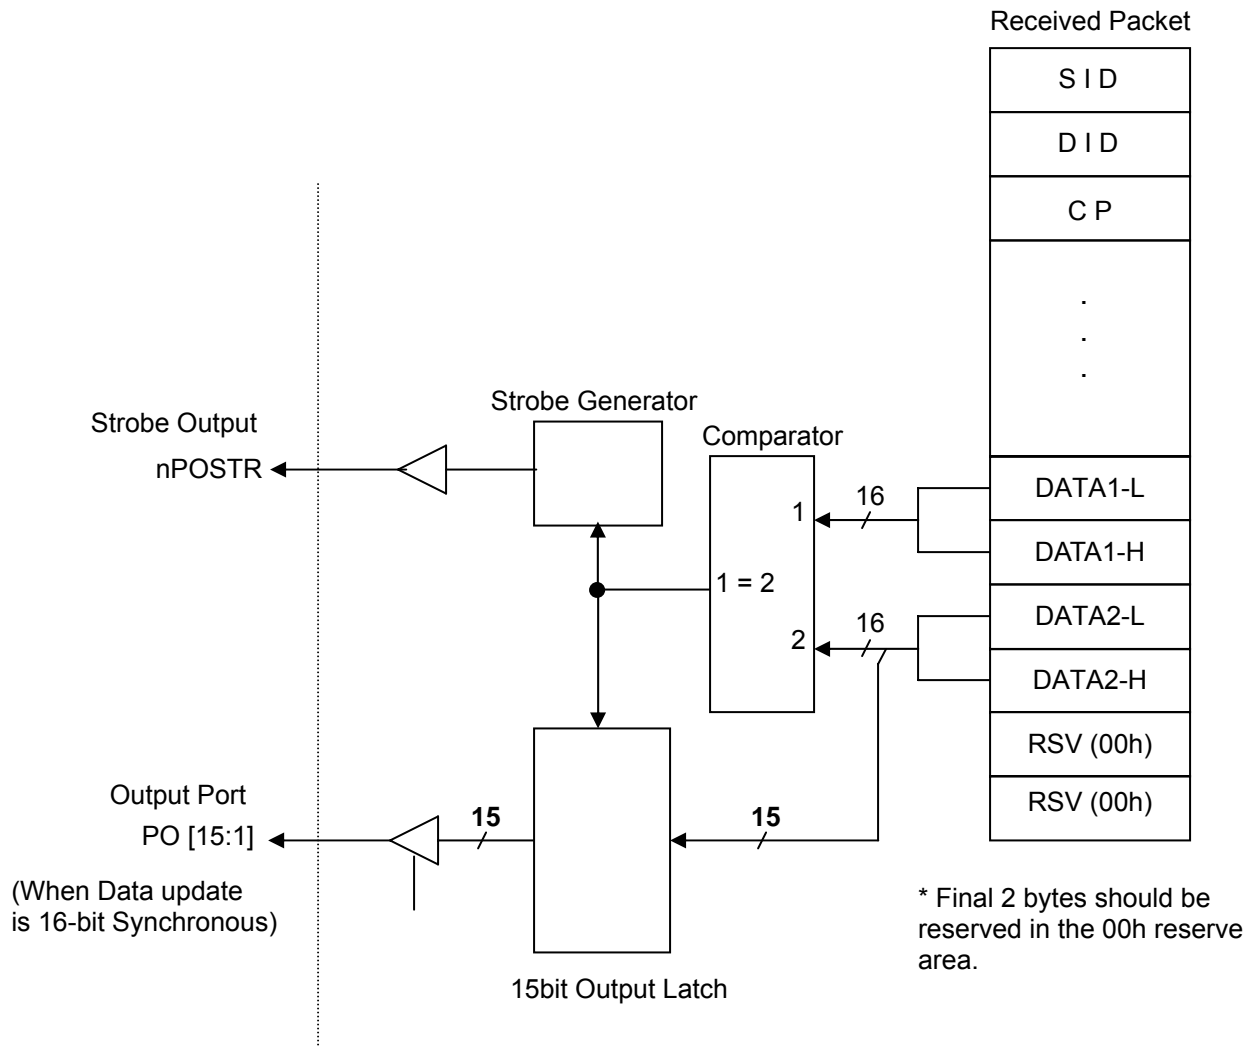 Received Packet
S I D
D I D
C P
.
.
.
Strobe Generator
Strobe Output
nPOSTR
Comparator
1
16
DATA1-L
DATA1-H
1 = 2
2
16
DATA2-L
DATA2-H
RSV (00h)
RSV (00h)
Output Port
PO [15:1]
15
15
(When Data update
is 16-bit Synchronous)
15bit Output Latch
* Final 2 bytes should be
reserved in the 00h reserve
area.